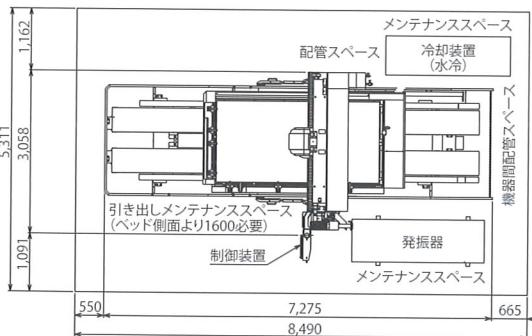 メンテナンススペース
冷却装置
(水冷)
配管スペース
機器間配管スペース
引き出しメンテナンススペース
(ベッド側面より1600必要)
制御装置
発振器
メンテナンススペース
1,162
3,058
5,311
1,091
550
7,275
665
8,490